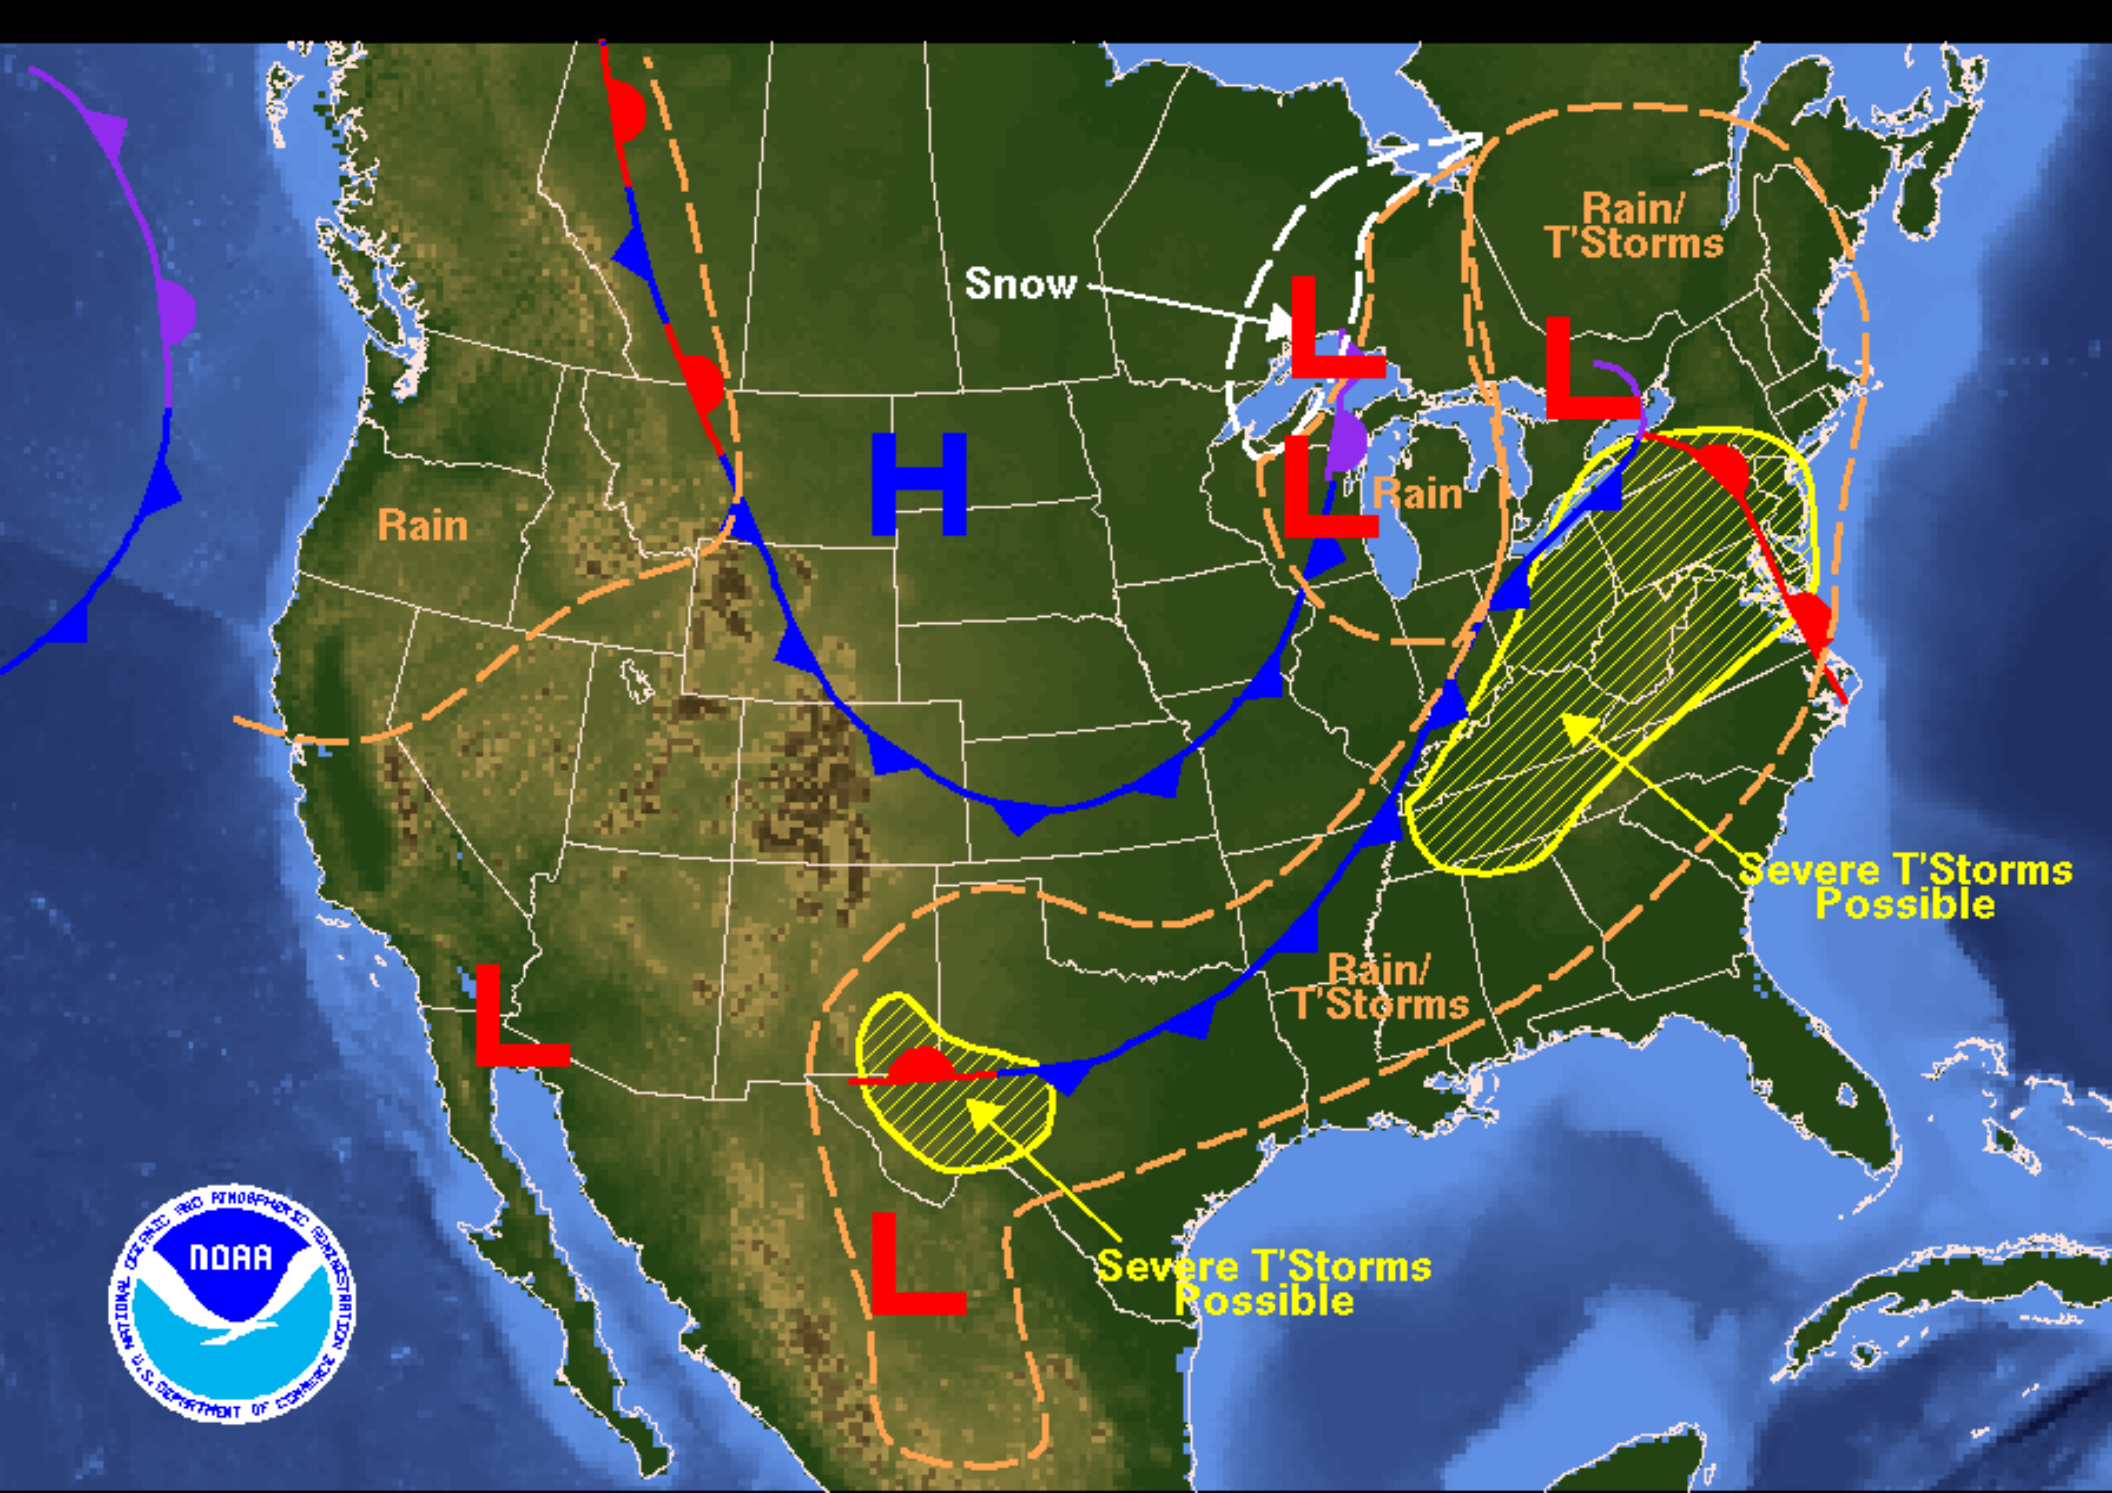 Rain/
T'Storms
Snow
L
L
H
L
Rain
Rain
Severe T'Storms
Possible
L
Rain/
T'Storms
NATIONAL OCEANIC AND ATMOSPHERIC ADMINISTRATION
NOAA
U.S. DEPARTMENT OF COMMERCE
L
Severe T'Storms
Possible